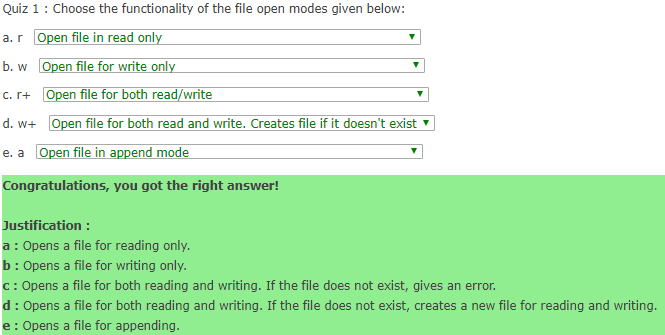 Quiz 1 : Choose the functionality of the file open modes given below:
a. r Open file in read only
b. w Open file for write only
c. r+ Open file for both read/write
d. w+ Open file for both read and write. Creates file if it doesn't exist
e. a Open file in append mode
Congratulations, you got the right answer!
Justification :
a : Opens a file for reading only.
b : Opens a file for writing only.
c : Opens a file for both reading and writing. If the file does not exist, gives an error.
d : Opens a file for both reading and writing. If the file does not exist, creates a new file for reading and writing.
e : Opens a file for appending.